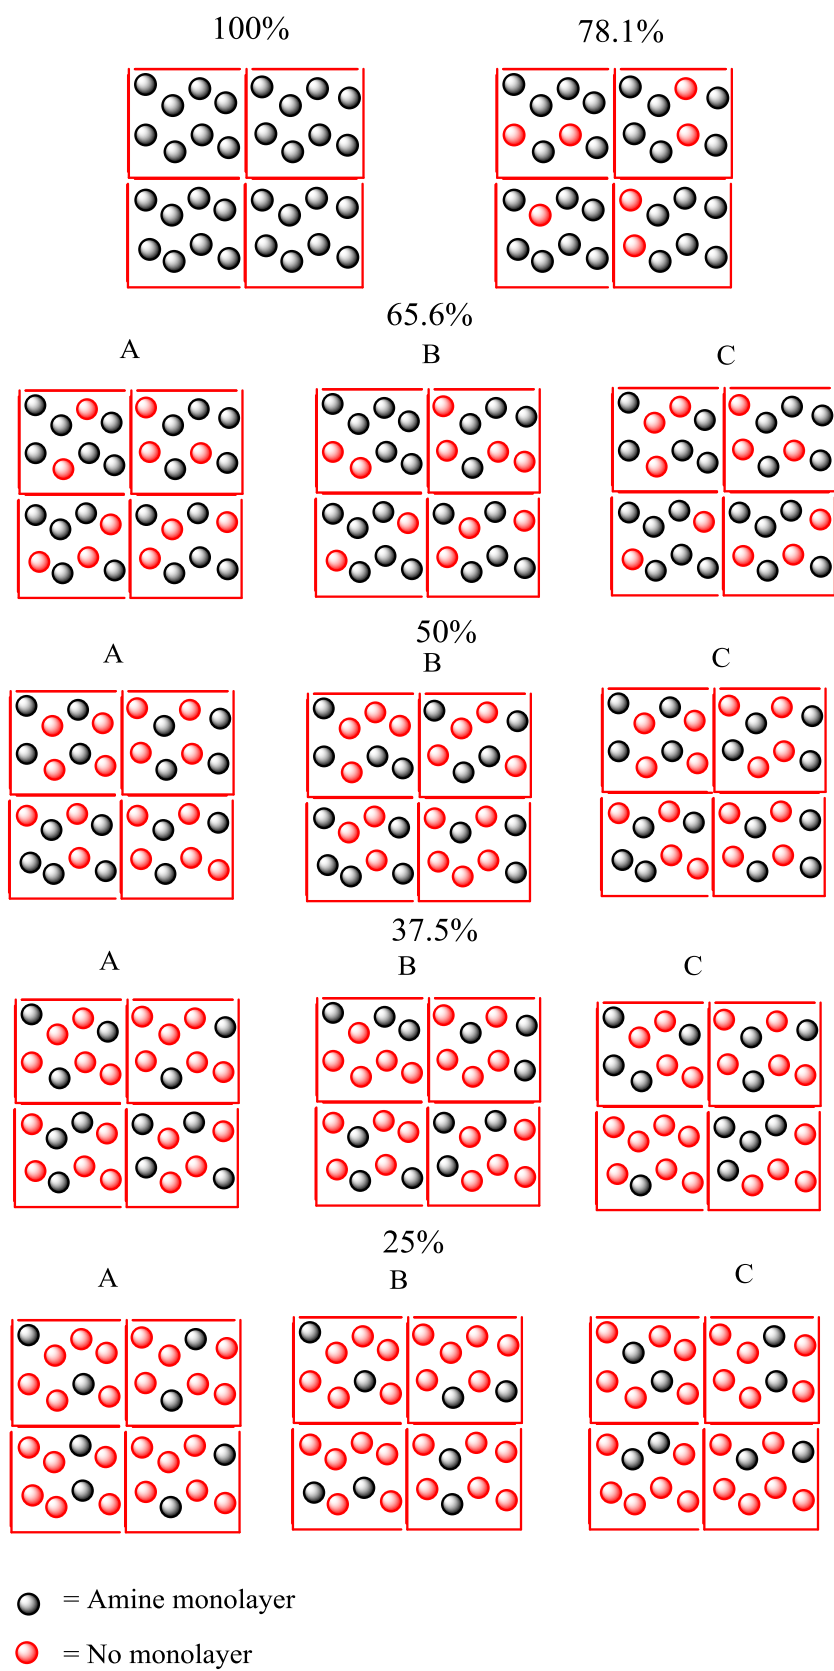 100% 78.1%
65.6%
A B C
50%
A B C
37.5%
A B C
25%
A B C
= Amine monolayer
= No monolayer